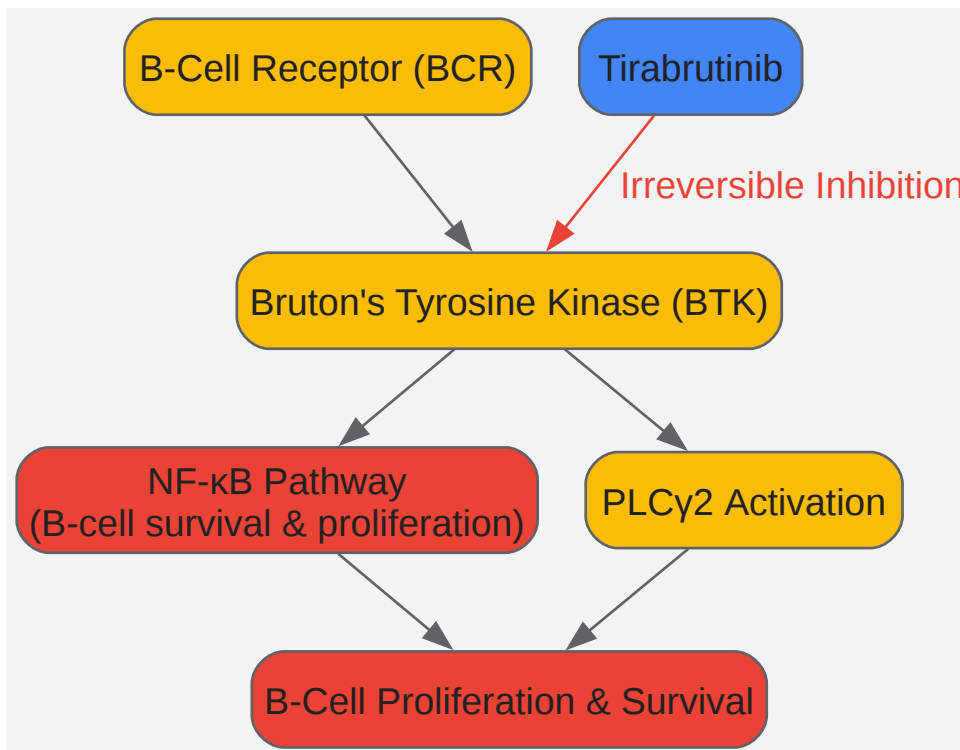 B-Cell Receptor (BCR)
Tirabrutinib
Irreversible Inhibition
Bruton's Tyrosine Kinase (BTK)
NF-κB Pathway
(B-cell survival & proliferation)
PLCγ2 Activation
B-Cell Proliferation & Survival